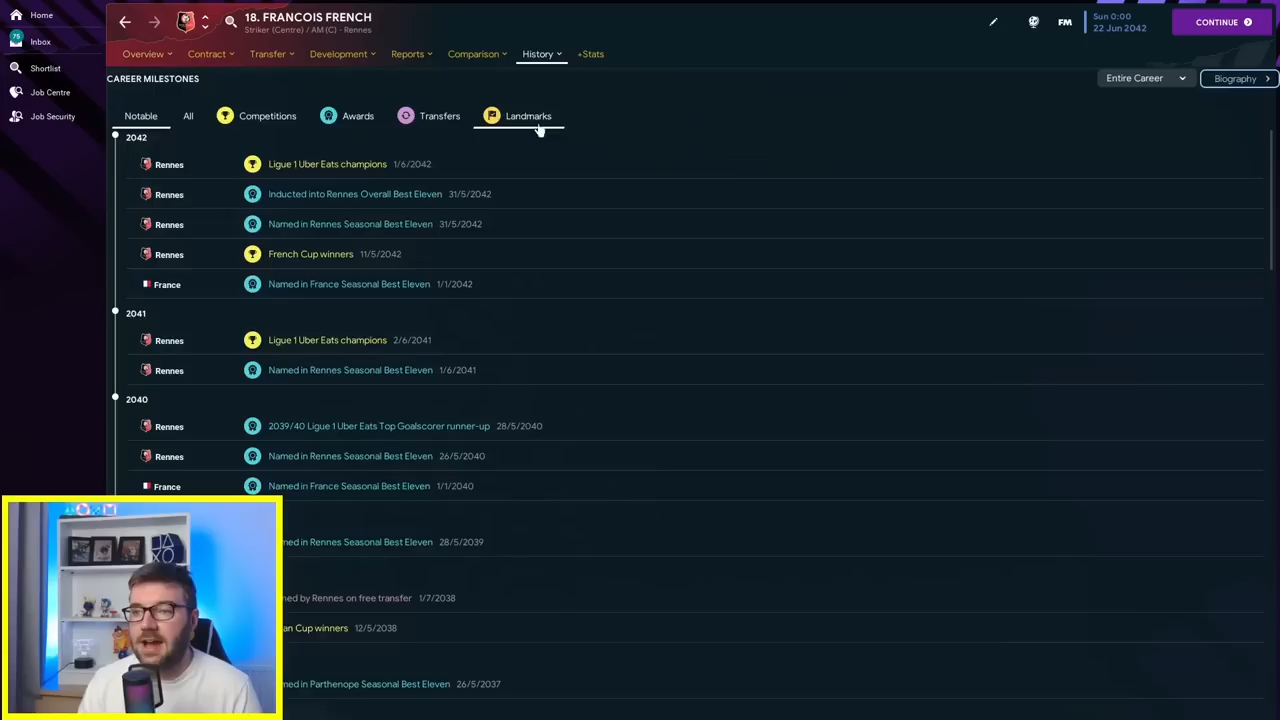 Home
75
Inbox
Shortlist
Job Centre
Job Security
18. FRANCOIS FRENCH
Striker (Centre) / AM (C) - Rennes
FM
Sun 0:00
22 Jun 2042
CONTINUE
Overview
Contract
Transfer
Development
Reports
Comparison
History
+Stats
CAREER MILESTONES
Entire Career
Biography
Notable
All
Competitions
Awards
Transfers
Landmarks
2042
Rennes Ligue 1 Uber Eats champions 1/6/2042
Rennes Inducted into Rennes Overall Best Eleven 31/5/2042
Rennes Named in Rennes Seasonal Best Eleven 31/5/2042
Rennes French Cup winners 11/5/2042
France Named in France Seasonal Best Eleven 1/1/2042
2041
Rennes Ligue 1 Uber Eats champions 2/6/2041
Rennes Named in Rennes Seasonal Best Eleven 1/6/2041
2040
Rennes 2039/40 Ligue 1 Uber Eats Top Goalscorer runner-up 28/5/2040
Rennes Named in Rennes Seasonal Best Eleven 26/5/2040
France Named in France Seasonal Best Eleven 1/1/2040
med in Rennes Seasonal Best Eleven 28/5/2039
ned by Rennes on free transfer 1/7/2038
an Cup winners 12/5/2038
med in Parthenope Seasonal Best Eleven 26/5/2037